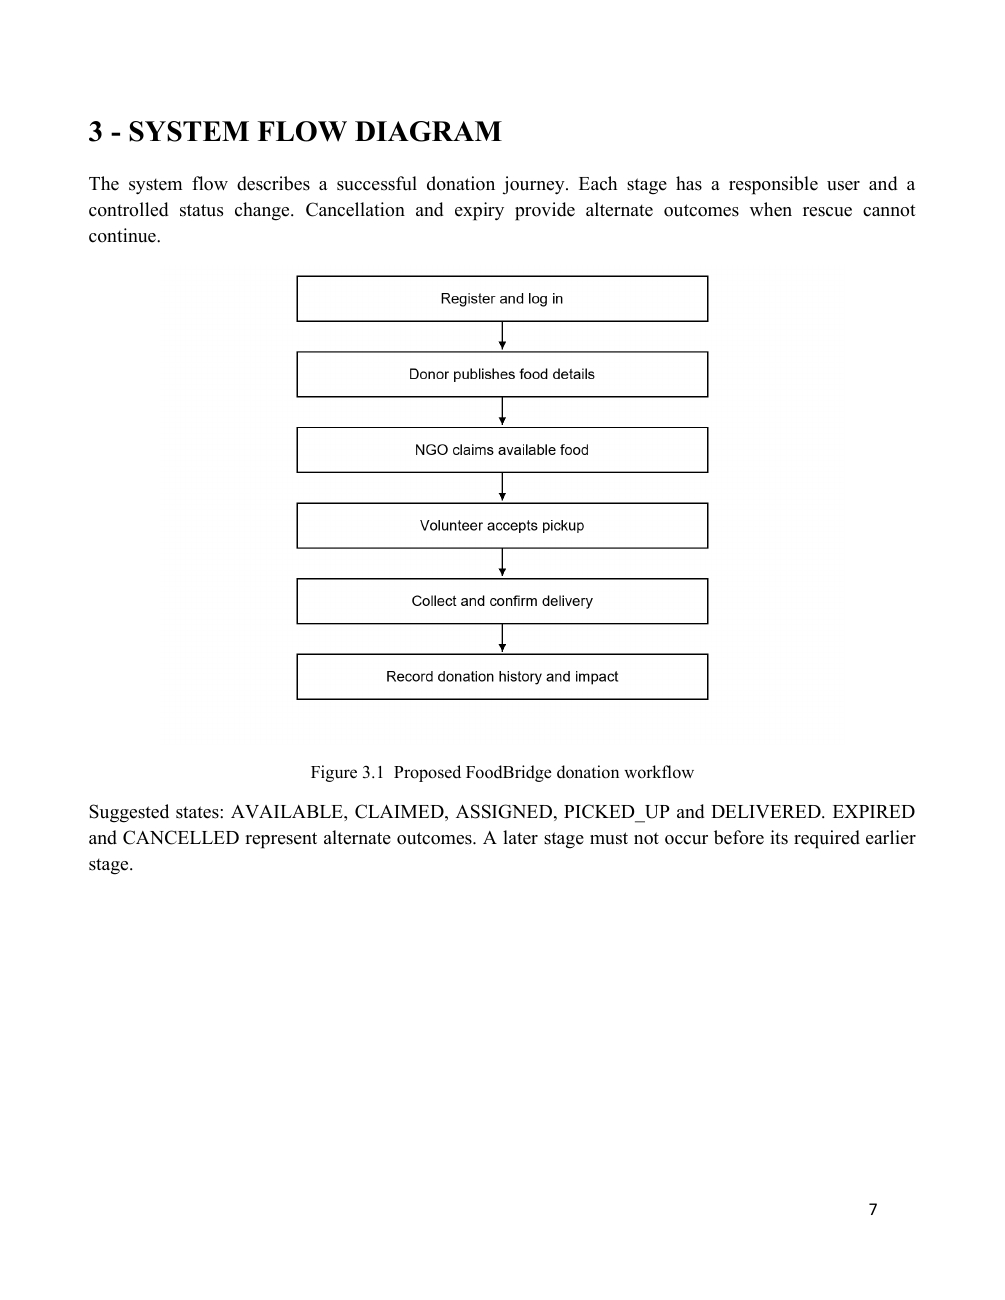 3 - SYSTEM FLOW DIAGRAM
The system flow describes a successful donation journey. Each stage has a responsible user and a
controlled status change. Cancellation and expiry provide alternate outcomes when rescue cannot
continue.
Register and log in
Donor publishes food details
NGO claims available food
Volunteer accepts pickup
Collect and confirm delivery
Record donation history and impact
Figure 3.1  Proposed FoodBridge donation workflow
Suggested states: AVAILABLE, CLAIMED, ASSIGNED, PICKED_UP and DELIVERED. EXPIRED
and CANCELLED represent alternate outcomes. A later stage must not occur before its required earlier
stage.
7